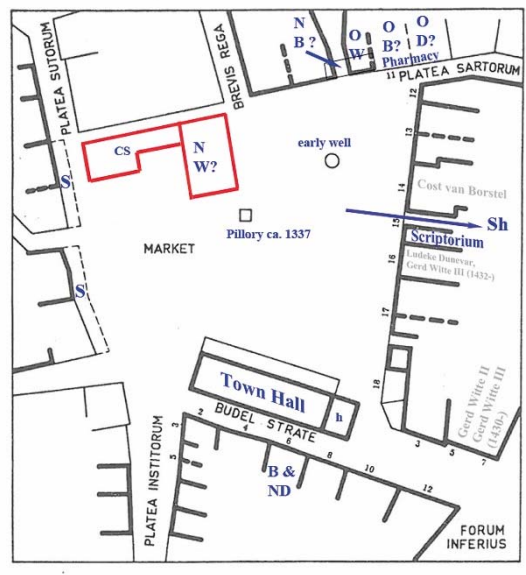 PLATEA SUTORUM
BREVIS REGA
N
B ?
O
W
O
B?
O
D?
Pharmacy
11
PLATEA SARTORUM
12
CS
N
W?
early well
13
S
Cost van Borstel
14
Pillory ca. 1337
15
Sh
Scriptorium
MARKET
Ludeke Dunevar,
Gerd Witte III (1432-)
16
S
17
18
Town Hall
h
BUDEL STRATE
Gerd Witte II
Gerd Witte III
(1430-)
2
3
4
5
6
8
10
12
3
5
7
B &
ND
PLATEA INSTITORUM
FORUM
INFERIUS